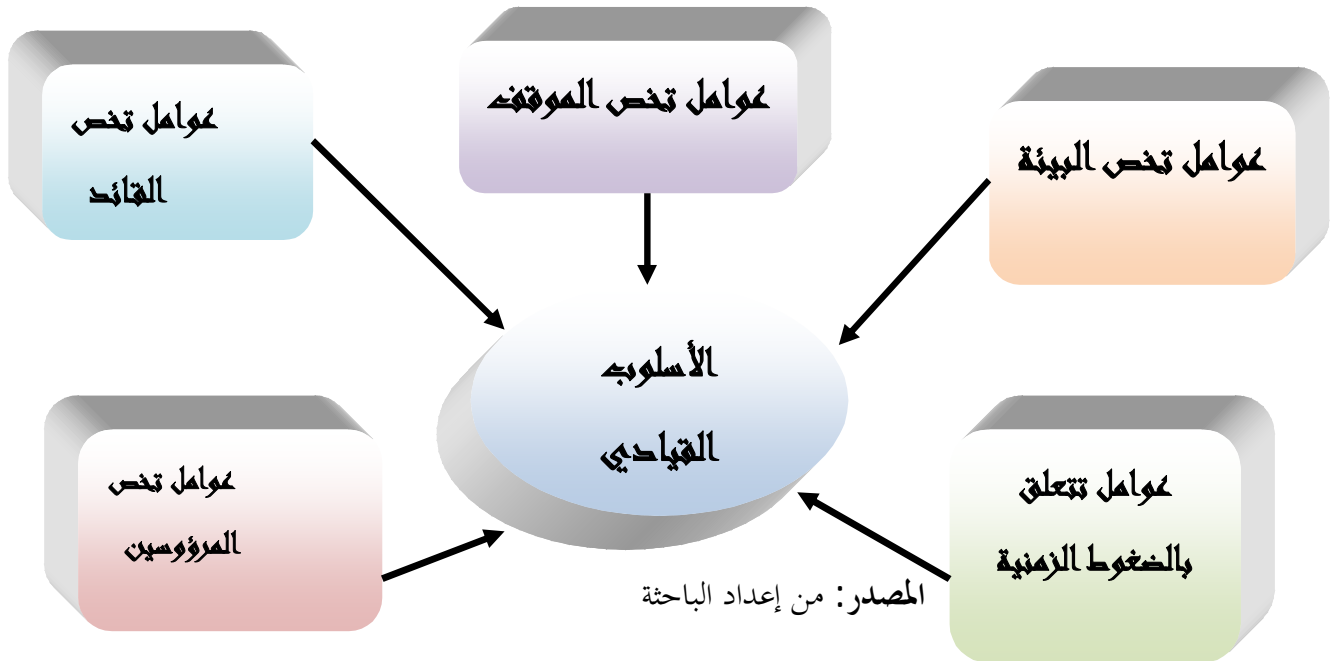 عوامل تخص الموقف
عوامل تخص البيئة
عوامل تخص
القائد
الأسلوب
القيادي
عوامل تتعلق
بالضغوط الزمنية
عوامل تخص
المرؤوسين
المصدر: من إعداد الباحثة